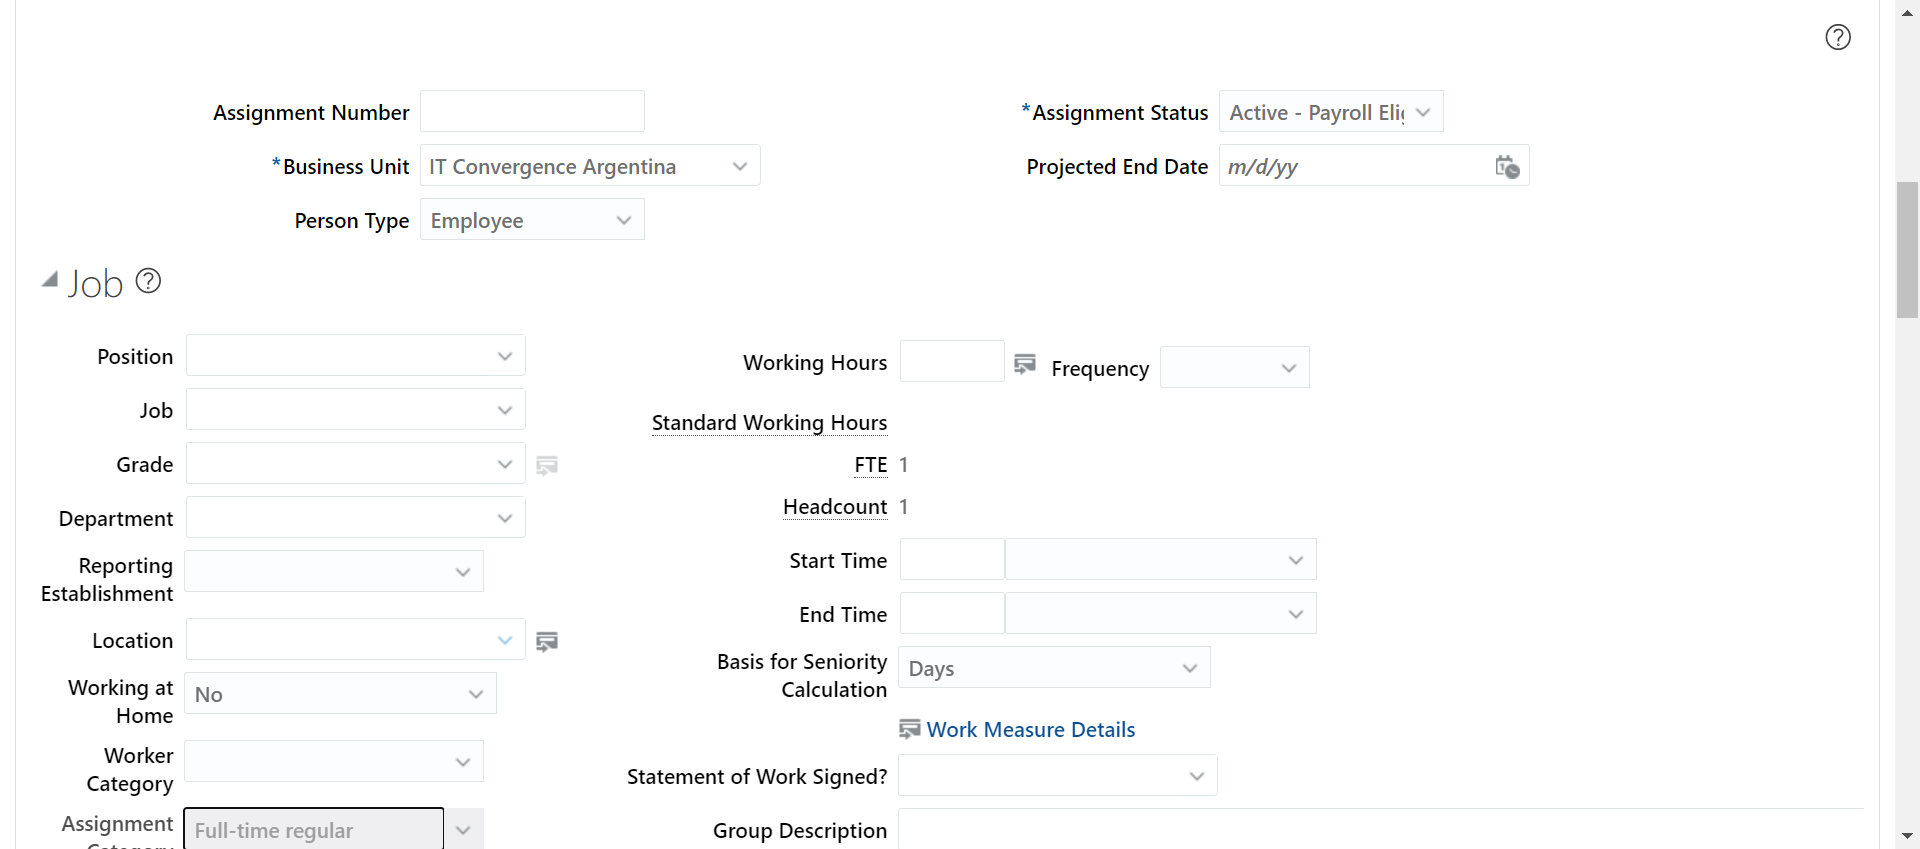 Assignment Number
*Assignment Status Active - Payroll Eli
*Business Unit IT Convergence Argentina
Projected End Date m/d/yy
Person Type Employee
Job
Position
Job
Grade
Department
Reporting
Establishment
Location
Working at
Home No
Worker
Category
Assignment
Category Full-time regular
Working Hours
Frequency
Standard Working Hours
FTE 1
Headcount 1
Start Time
End Time
Basis for Seniority
Calculation Days
Work Measure Details
Statement of Work Signed?
Group Description